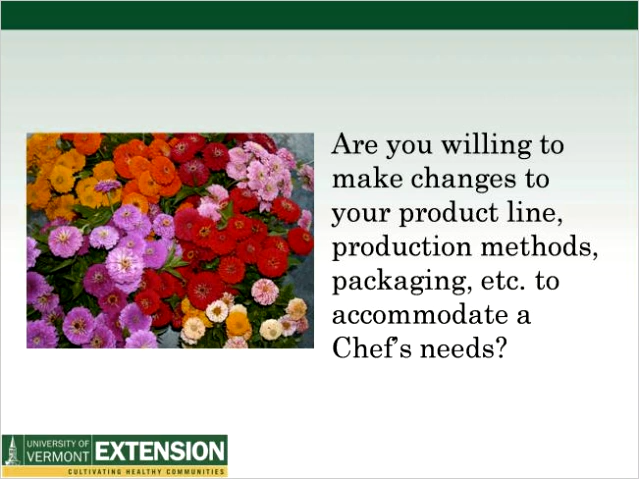 Are you willing to
make changes to
your product line,
production methods,
packaging, etc. to
accommodate a
Chef's needs?
UNIVERSITY OF
VERMONT EXTENSION
CULTIVATING HEALTHY COMMUNITIES